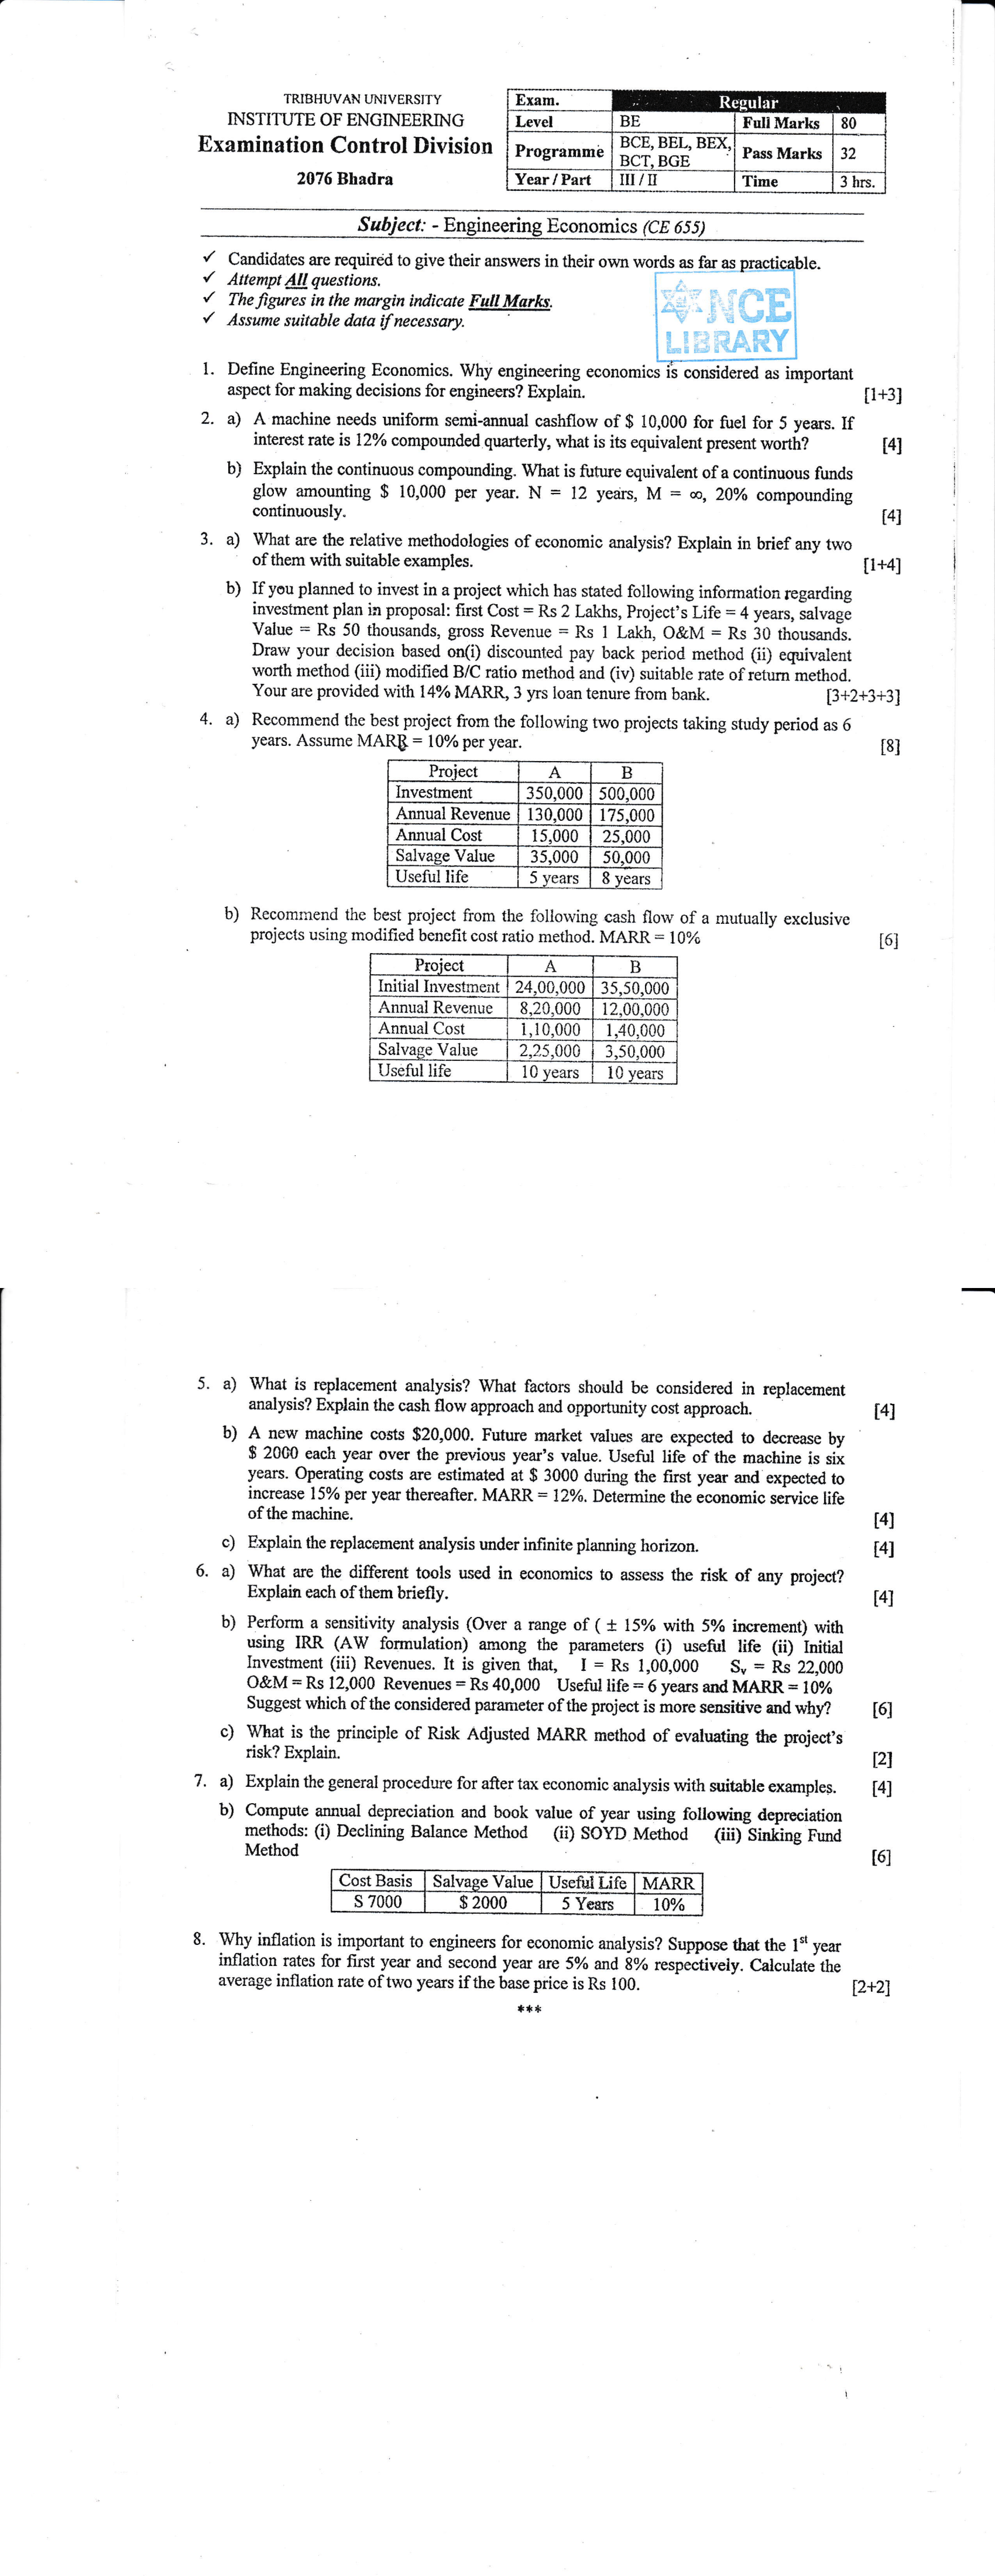 TRIBHUVAN UNIVERSITY
INSTITUTE OF ENGINEERING
Examination Control Division
2076 Bhadra
Exam. Regular
Level BE Full Marks 80
Programme BCE, BEL, BEX, BCT, BGE Pass Marks 32
Year / Part III / II Time 3 hrs.
Subject: - Engineering Economics (CE 655)
✓ Candidates are required to give their answers in their own words as far as practicable.
✓ Attempt All questions.
✓ The figures in the margin indicate Full Marks.
✓ Assume suitable data if necessary.
NCE
LIBRARY
1. Define Engineering Economics. Why engineering economics is considered as important
aspect for making decisions for engineers? Explain. [1+3]
2. a) A machine needs uniform semi-annual cashflow of $ 10,000 for fuel for 5 years. If
interest rate is 12% compounded quarterly, what is its equivalent present worth? [4]
b) Explain the continuous compounding. What is future equivalent of a continuous funds
glow amounting $ 10,000 per year. N = 12 years, M = ∞, 20% compounding
continuously. [4]
3. a) What are the relative methodologies of economic analysis? Explain in brief any two
of them with suitable examples. [1+4]
b) If you planned to invest in a project which has stated following information regarding
investment plan in proposal: first Cost = Rs 2 Lakhs, Project's Life = 4 years, salvage
Value = Rs 50 thousands, gross Revenue = Rs 1 Lakh, O&M = Rs 30 thousands.
Draw your decision based on(i) discounted pay back period method (ii) equivalent
worth method (iii) modified B/C ratio method and (iv) suitable rate of return method.
Your are provided with 14% MARR, 3 yrs loan tenure from bank. [3+2+3+3]
4. a) Recommend the best project from the following two projects taking study period as 6
years. Assume MARR = 10% per year. [8]
Project A B
Investment 350,000 500,000
Annual Revenue 130,000 175,000
Annual Cost 15,000 25,000
Salvage Value 35,000 50,000
Useful life 5 years 8 years
b) Recommend the best project from the following cash flow of a mutually exclusive
projects using modified benefit cost ratio method. MARR = 10% [6]
Project A B
Initial Investment 24,00,000 35,50,000
Annual Revenue 8,20,000 12,00,000
Annual Cost 1,10,000 1,40,000
Salvage Value 2,25,000 3,50,000
Useful life 10 years 10 years
5. a) What is replacement analysis? What factors should be considered in replacement
analysis? Explain the cash flow approach and opportunity cost approach. [4]
b) A new machine costs $20,000. Future market values are expected to decrease by
$ 2000 each year over the previous year's value. Useful life of the machine is six
years. Operating costs are estimated at $ 3000 during the first year and expected to
increase 15% per year thereafter. MARR = 12%. Determine the economic service life
of the machine. [4]
c) Explain the replacement analysis under infinite planning horizon. [4]
6. a) What are the different tools used in economics to assess the risk of any project?
Explain each of them briefly. [4]
b) Perform a sensitivity analysis (Over a range of ( ± 15% with 5% increment) with
using IRR (AW formulation) among the parameters (i) useful life (ii) Initial
Investment (iii) Revenues. It is given that, I = Rs 1,00,000 Sv = Rs 22,000
O&M = Rs 12,000 Revenues = Rs 40,000 Useful life = 6 years and MARR = 10%
Suggest which of the considered parameter of the project is more sensitive and why? [6]
c) What is the principle of Risk Adjusted MARR method of evaluating the project's
risk? Explain. [2]
7. a) Explain the general procedure for after tax economic analysis with suitable examples. [4]
b) Compute annual depreciation and book value of year using following depreciation
methods: (i) Declining Balance Method (ii) SOYD Method (iii) Sinking Fund
Method [6]
Cost Basis Salvage Value Useful Life MARR
$ 7000 $ 2000 5 Years 10%
8. Why inflation is important to engineers for economic analysis? Suppose that the 1st year
inflation rates for first year and second year are 5% and 8% respectively. Calculate the
average inflation rate of two years if the base price is Rs 100. [2+2]
***